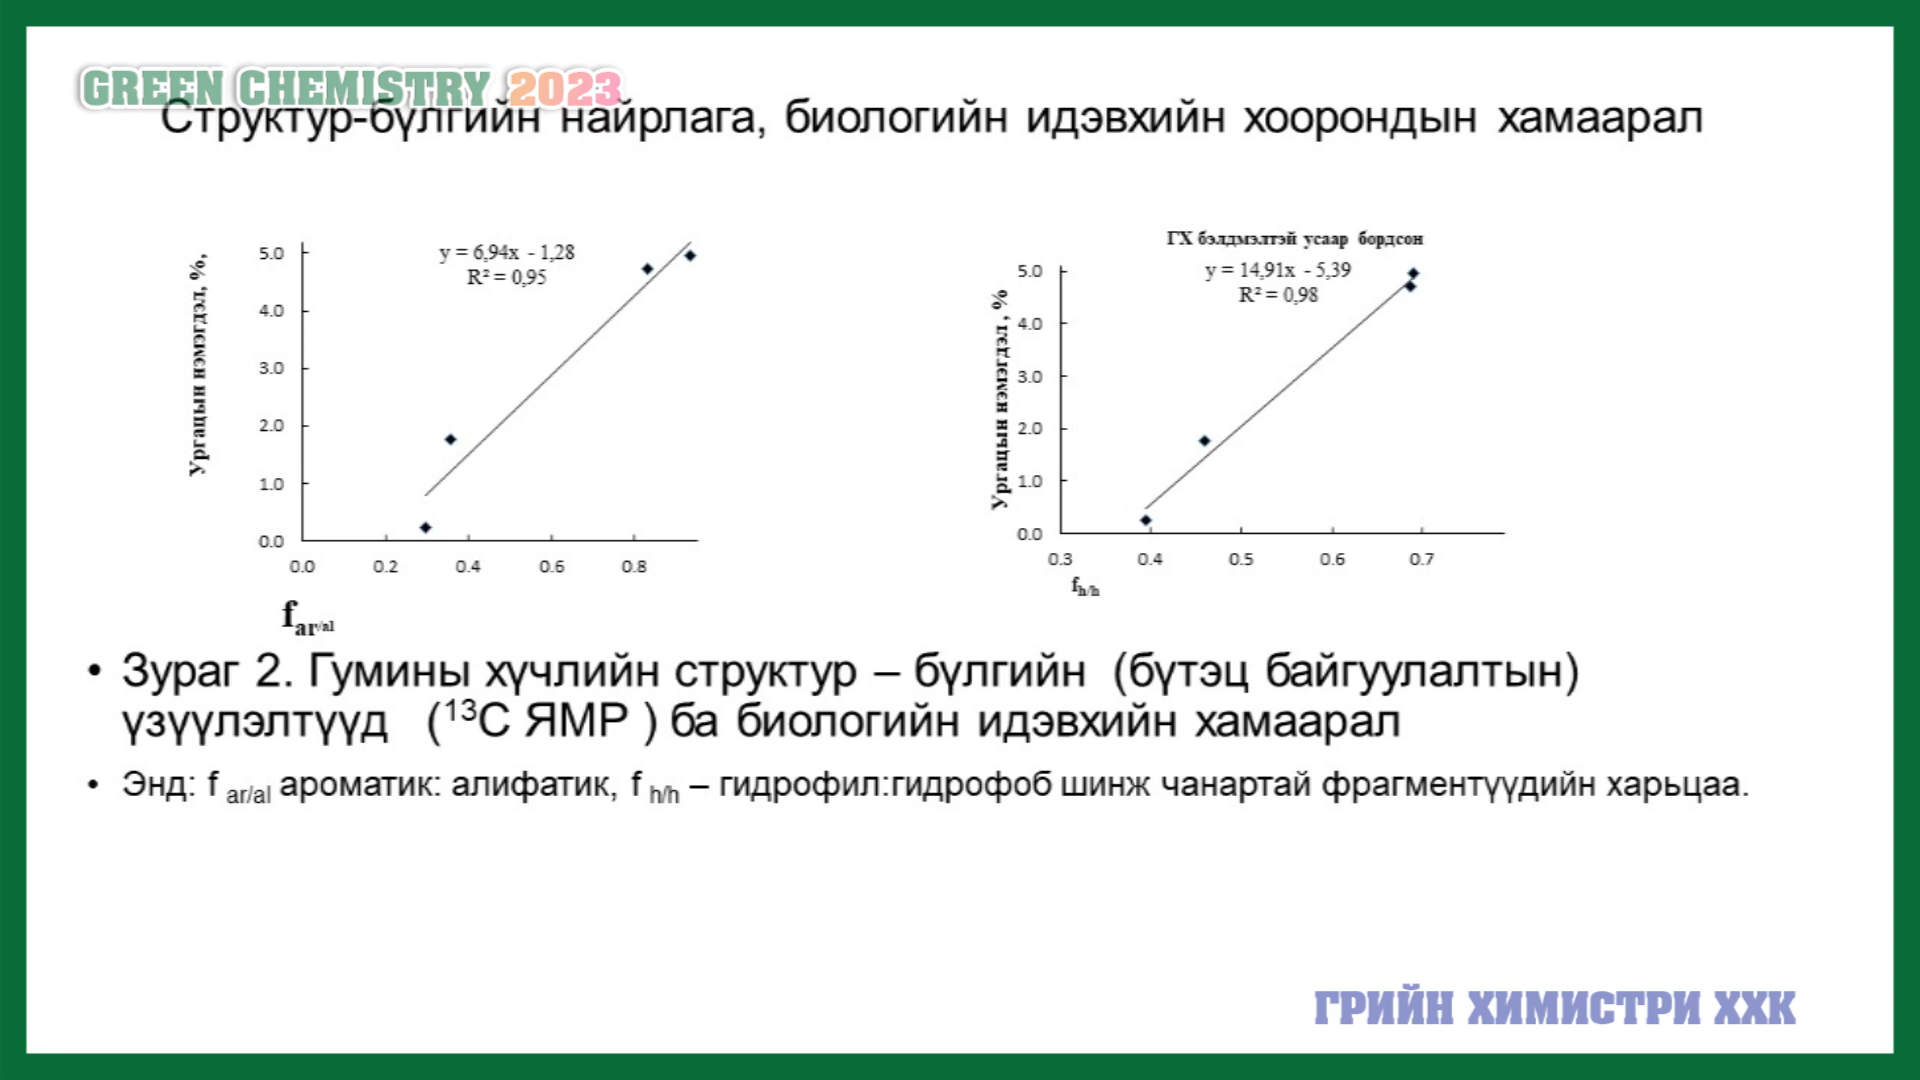 GREEN CHEMISTRY 2023
Структур-бүлгийн найрлага, биологийн идэвхийн хоорондын хамаарал
Ургацын нэмэгдэл, %,
y = 6,94x - 1,28
R² = 0,95
5.0
4.0
3.0
2.0
1.0
0.0
0.0 0.2 0.4 0.6 0.8
f ar/al
ГХ бэлдмэлтэй усаар бордсон
y = 14,91x - 5,39
R² = 0,98
Ургацын нэмэгдэл, %
5.0
4.0
3.0
2.0
1.0
0.0
0.3 0.4 0.5 0.6 0.7
f h/h
• Зураг 2. Гумины хүчлийн структур – бүлгийн (бүтэц байгуулалтын)
үзүүлэлтүүд (¹³С ЯМР ) ба биологийн идэвхийн хамаарал
• Энд: f ar/al ароматик: алифатик, f h/h – гидрофил:гидрофоб шинж чанартай фрагментүүдийн харьцаа.
ГРИЙН ХИМИСТРИ ХХК